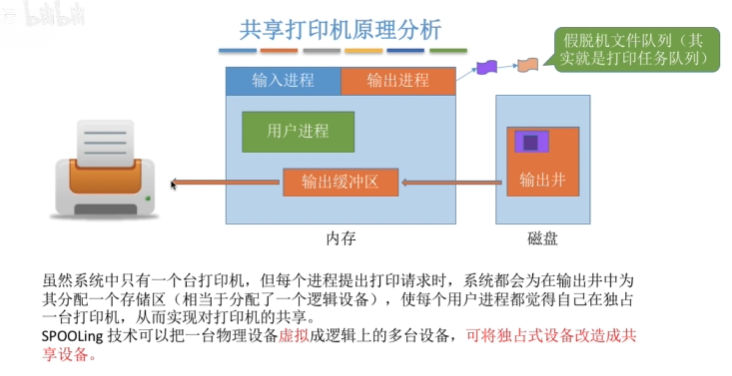 bilibili
共享打印机原理分析
假脱机文件队列（其
实就是打印任务队列）
输入进程
输出进程
用户进程
输出缓冲区
输出井
内存
磁盘
虽然系统中只有一个台打印机，但每个进程提出打印请求时，系统都会为在输出井中为
其分配一个存储区（相当于分配了一个逻辑设备），使每个用户进程都觉得自己在独占
一台打印机，从而实现对打印机的共享。
SPOOLing 技术可以把一台物理设备虚拟成逻辑上的多台设备，可将独占式设备改造成共
享设备。